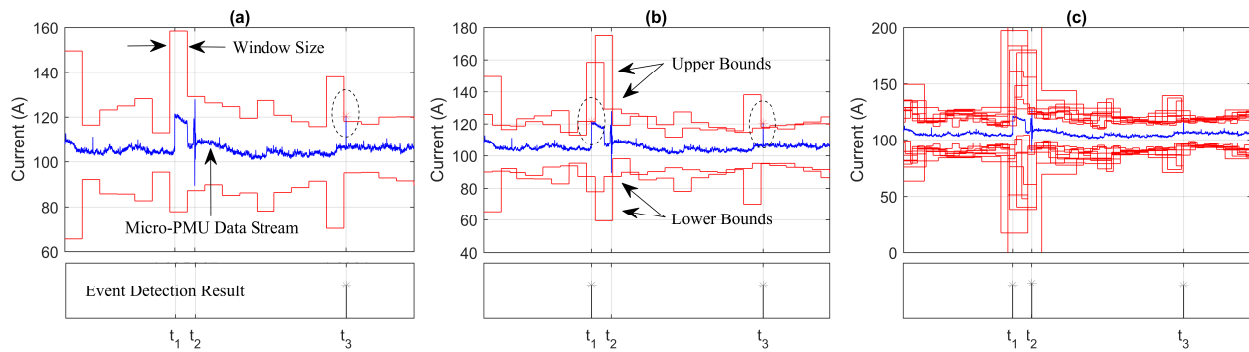 (a)
160
140
120
100
80
60
Current (A)
Window Size
Micro-PMU Data Stream
Event Detection Result
t1 t2 t3
(b)
180
160
140
120
100
80
60
40
Current (A)
Upper Bounds
Lower Bounds
t1 t2 t3
(c)
200
150
100
50
0
Current (A)
t1 t2 t3